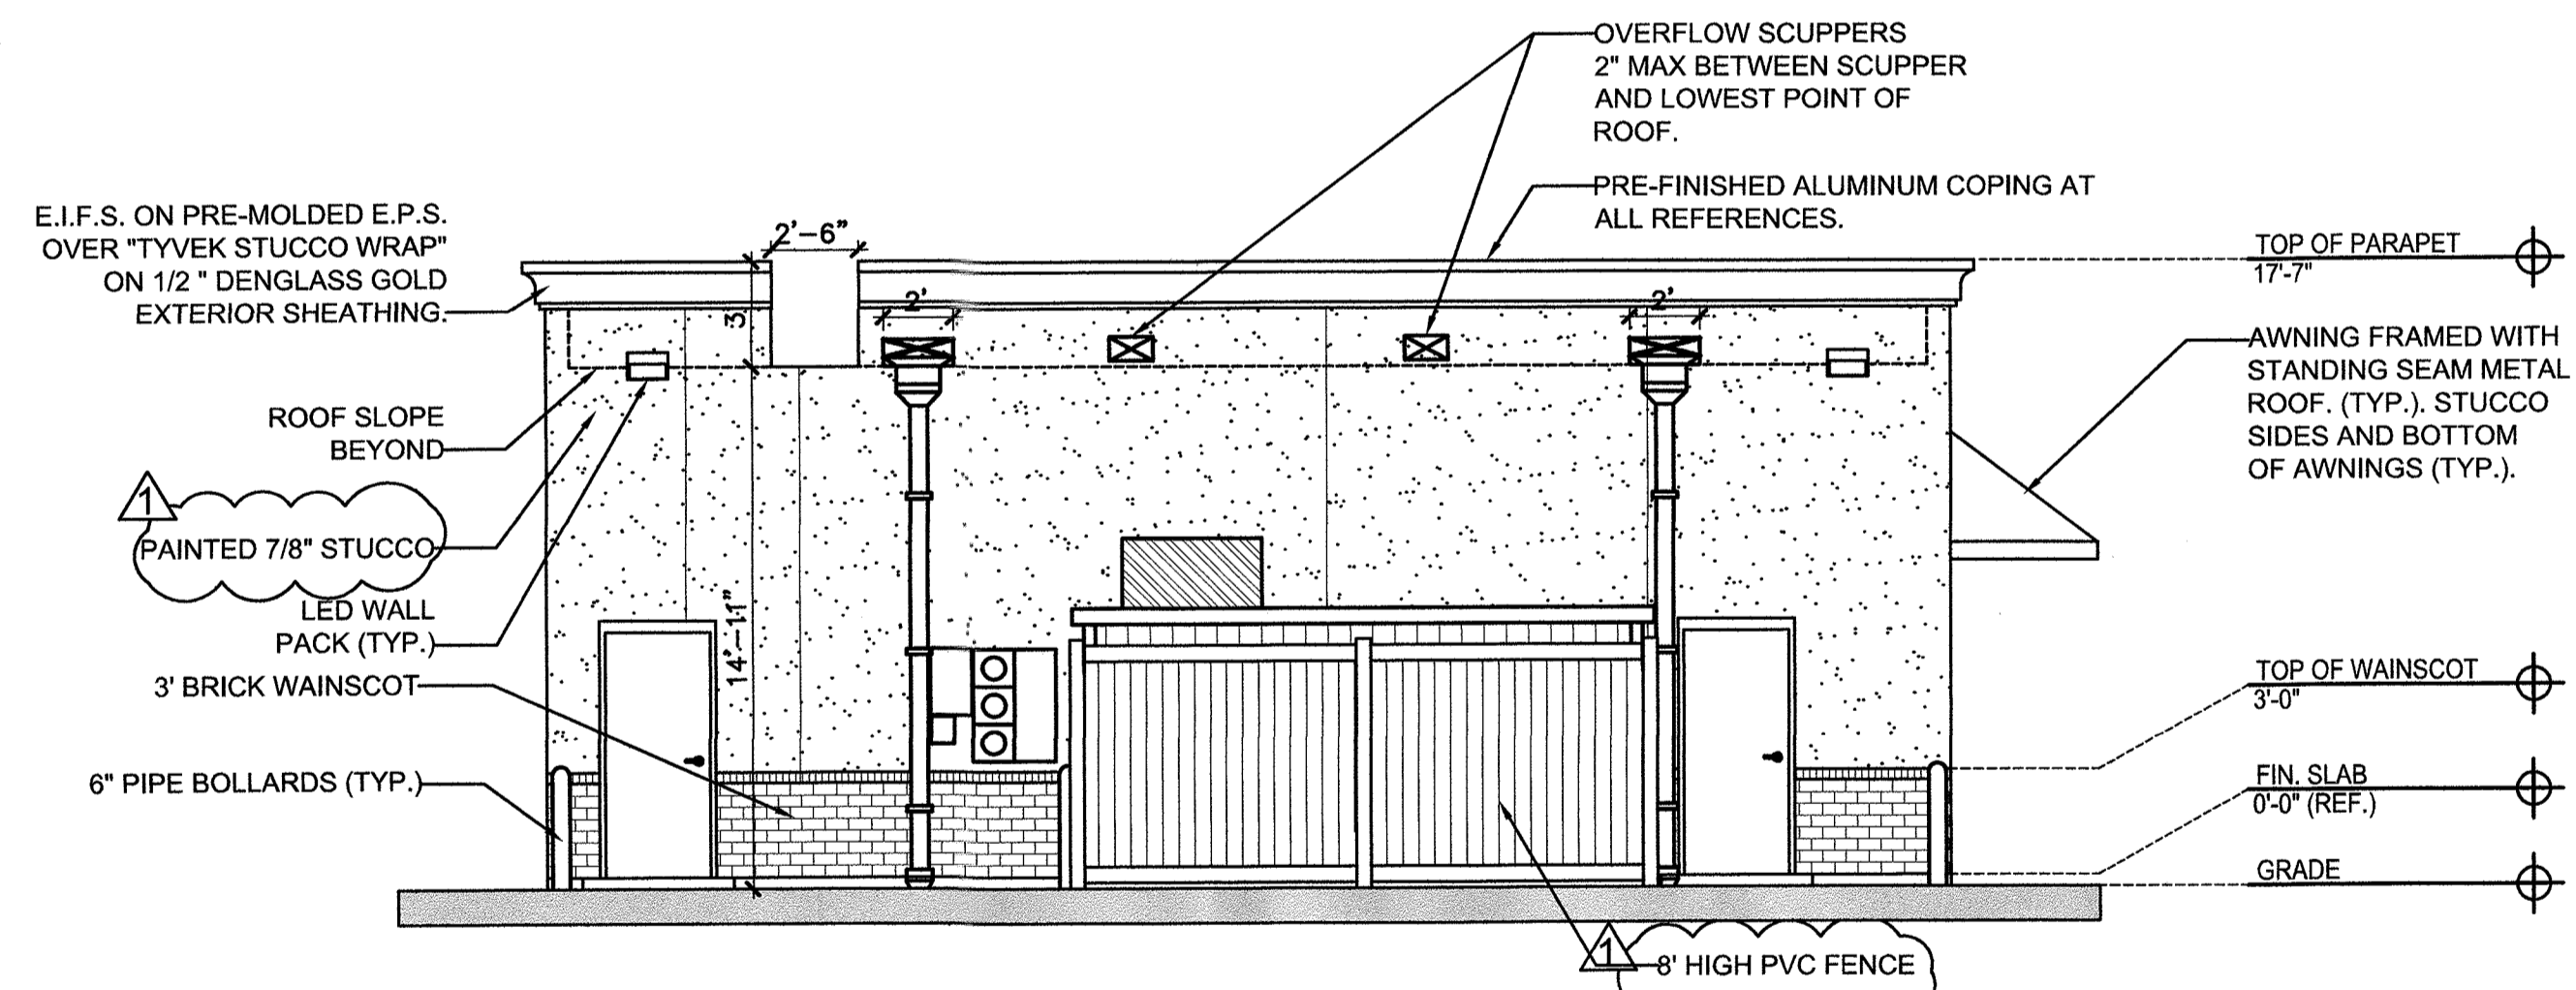 OVERFLOW SCUPPERS
2" MAX BETWEEN SCUPPER
AND LOWEST POINT OF
ROOF.
PRE-FINISHED ALUMINUM COPING AT
ALL REFERENCES.
E.I.F.S. ON PRE-MOLDED E.P.S.
OVER "TYVEK STUCCO WRAP"
ON 1/2 " DENGLASS GOLD
EXTERIOR SHEATHING.
2'-6"
2'
2'
3'
14'-11"
ROOF SLOPE
BEYOND
1
PAINTED 7/8" STUCCO
LED WALL
PACK (TYP.)
3' BRICK WAINSCOT
6" PIPE BOLLARDS (TYP.)
TOP OF PARAPET
17'-7"
AWNING FRAMED WITH
STANDING SEAM METAL
ROOF. (TYP.). STUCCO
SIDES AND BOTTOM
OF AWNINGS (TYP.).
TOP OF WAINSCOT
3'-0"
FIN. SLAB
0'-0" (REF.)
GRADE
1
8' HIGH PVC FENCE